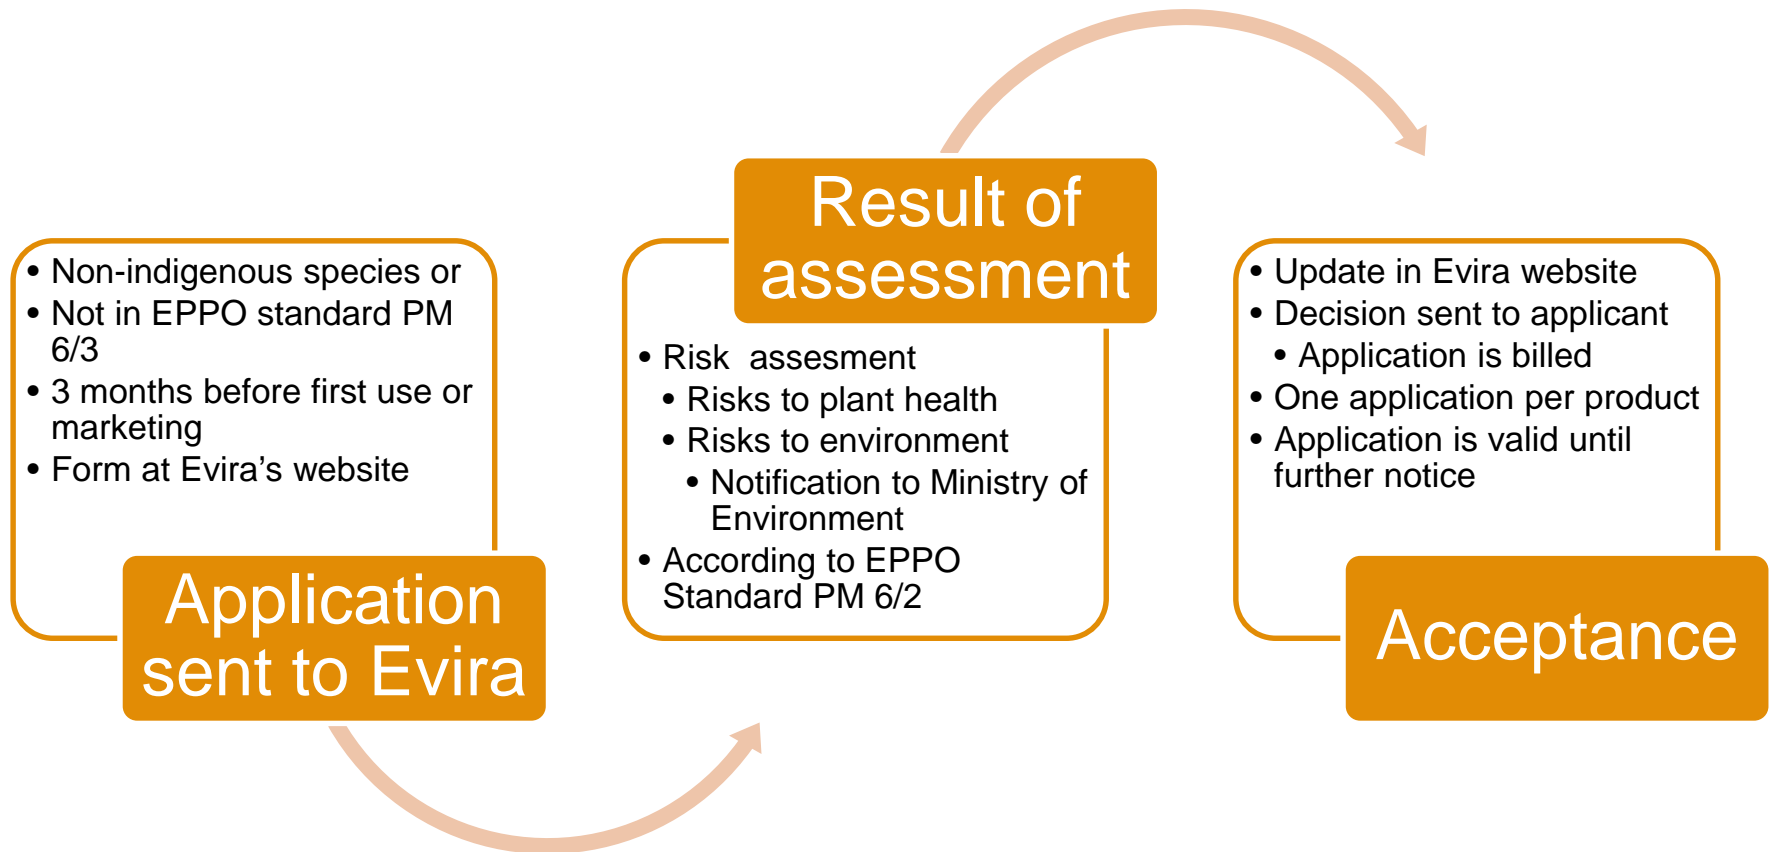 • Non-indigenous species or
• Not in EPPO standard PM
6/3
• 3 months before first use or
marketing
• Form at Evira's website
Application
sent to Evira
Result of
assessment
• Risk assesment
• Risks to plant health
• Risks to environment
• Notification to Ministry of
Environment
• According to EPPO
Standard PM 6/2
• Update in Evira website
• Decision sent to applicant
• Application is billed
• One application per product
• Application is valid until
further notice
Acceptance